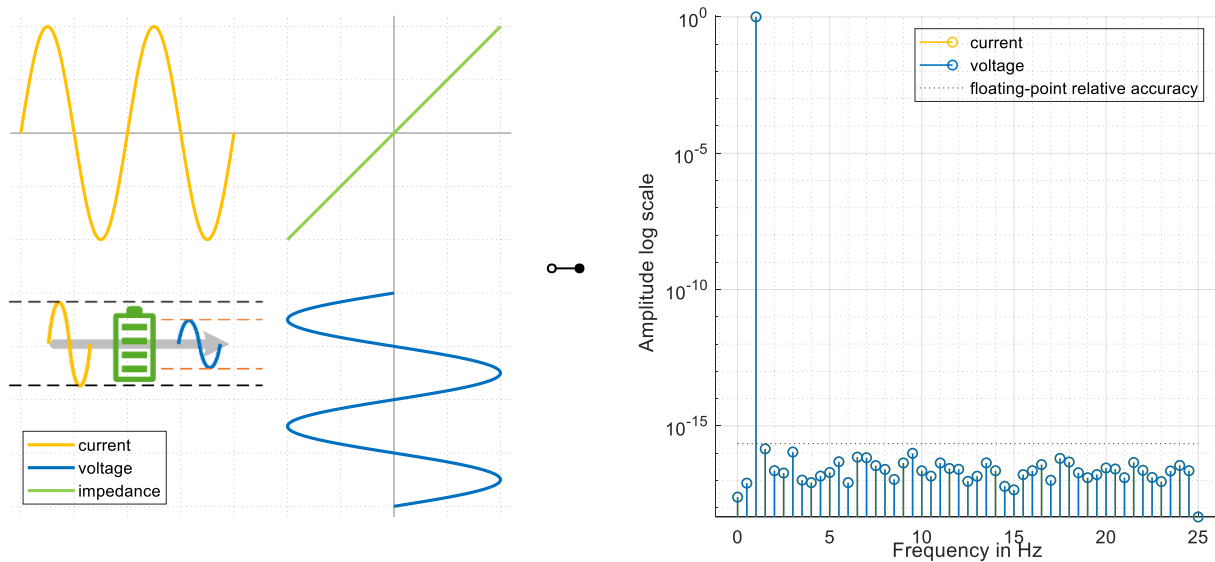 current
voltage
impedance
Amplitude log scale
10^0
10^-5
10^-10
10^-15
current
voltage
floating-point relative accuracy
0 5 10 15 20 25
Frequency in Hz